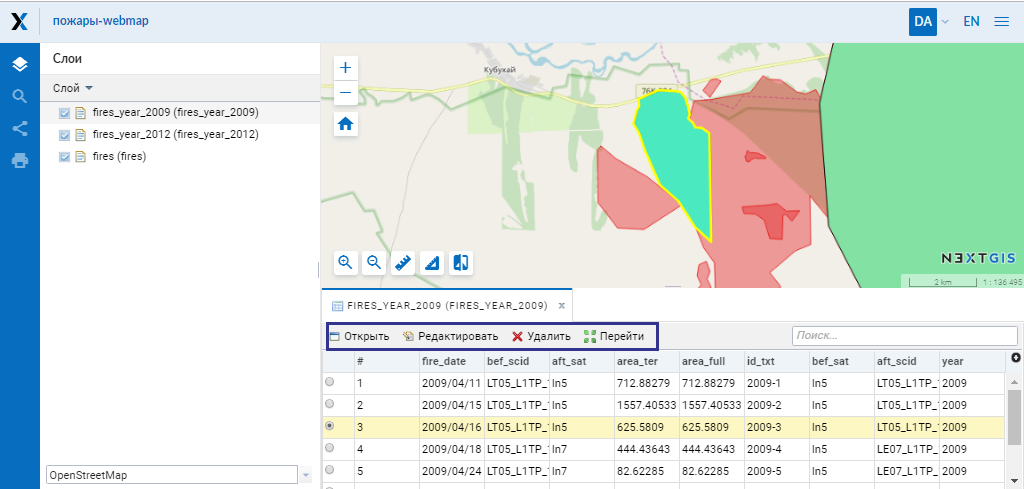 пожары-webmap
DA
EN
Слои
Слой
fires_year_2009 (fires_year_2009)
fires_year_2012 (fires_year_2012)
fires (fires)
OpenStreetMap
+
−
Кубухай
NEXTGIS
2 km
1 : 136 495
FIRES_YEAR_2009 (FIRES_YEAR_2009) ×
Открыть Редактировать Удалить Перейти Поиск...
# fire_date bef_scid aft_sat area_ter area_full id_txt bef_sat aft_scid year
1 2009/04/11 LT05_L1TP_ ln5 712.88279 712.88279 2009-1 ln5 LT05_L1TP_ 2009
2 2009/04/15 LT05_L1TP_ ln5 1557.40533 1557.40533 2009-2 ln5 LT05_L1TP_ 2009
3 2009/04/16 LT05_L1TP_ ln5 625.5809 625.5809 2009-3 ln5 LT05_L1TP_ 2009
4 2009/04/18 LT05_L1TP_ ln7 444.43643 444.43643 2009-4 ln5 LE07_L1TP_ 2009
5 2009/04/24 LT05_L1TP_ ln7 82.62285 82.62285 2009-5 ln5 LE07_L1TP_ 2009